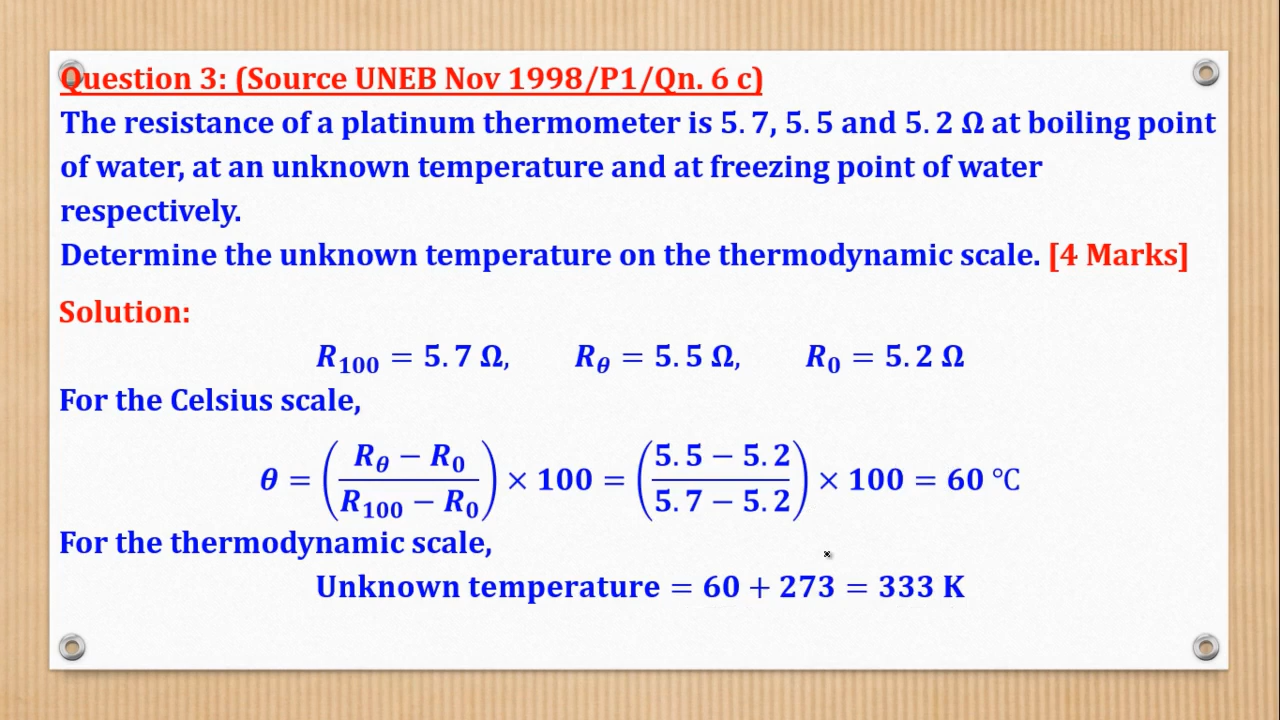 Question 3: (Source UNEB Nov 1998/P1/Qn. 6 c)
The resistance of a platinum thermometer is 5.7, 5.5 and 5.2 Ω at boiling point
of water, at an unknown temperature and at freezing point of water
respectively.
Determine the unknown temperature on the thermodynamic scale. [4 Marks]
Solution:
R₁₀₀ = 5.7 Ω, R_θ = 5.5 Ω, R₀ = 5.2 Ω
For the Celsius scale,
θ = ((R_θ − R₀)/(R₁₀₀ − R₀)) × 100 = ((5.5 − 5.2)/(5.7 − 5.2)) × 100 = 60 ℃
For the thermodynamic scale,
Unknown temperature = 60 + 273 = 333 K